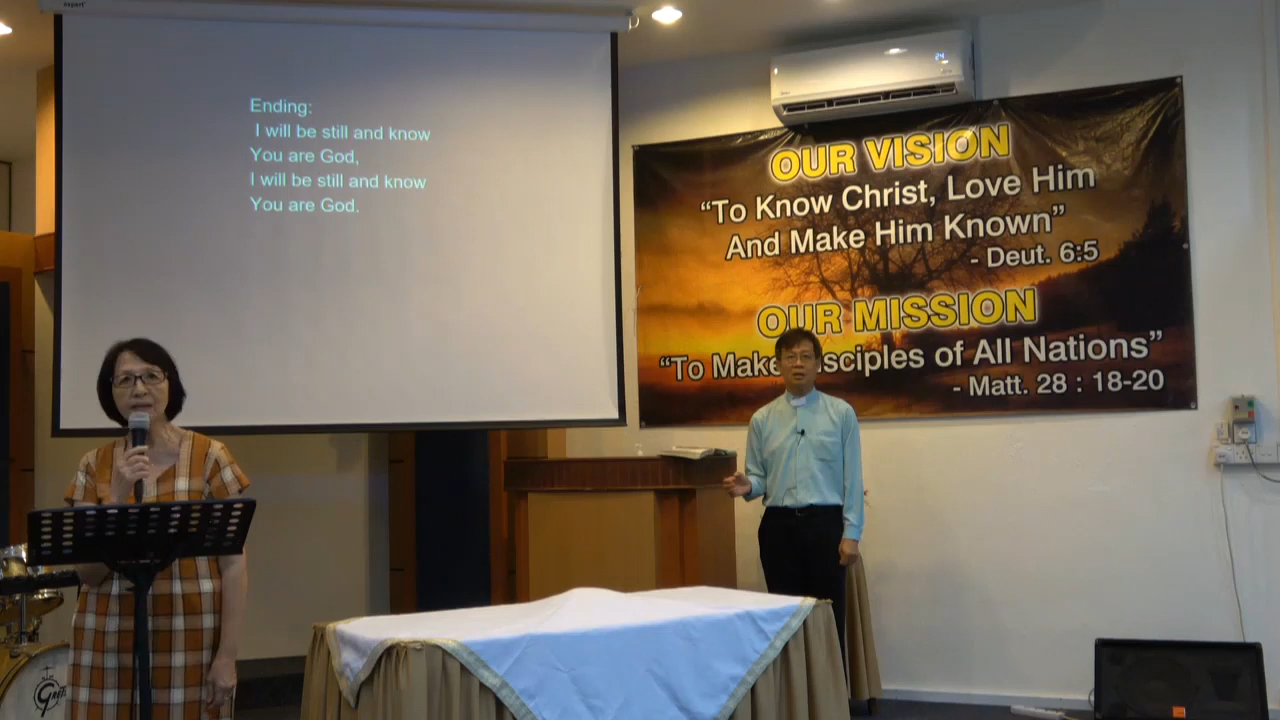 Ending:
I will be still and know
You are God,
I will be still and know
You are God.
OUR VISION
“To Know Christ, Love Him
And Make Him Known”
- Deut. 6:5
OUR MISSION
“To Make Disciples of All Nations”
- Matt. 28 : 18-20
24